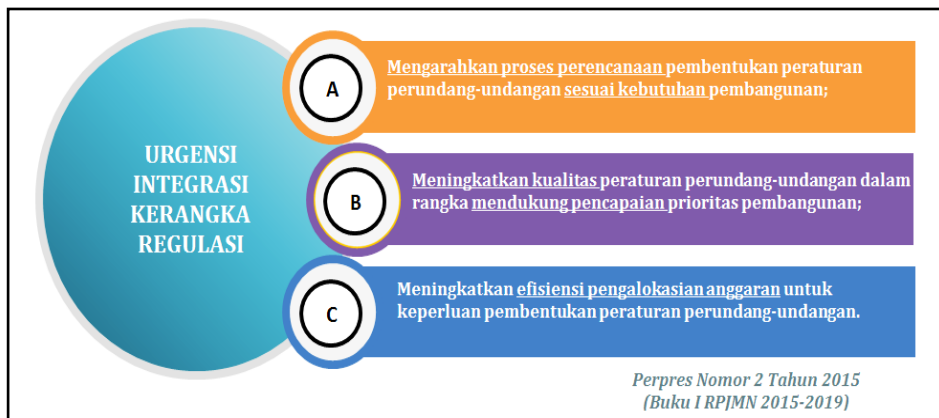 URGENSI
INTEGRASI
KERANGKA
REGULASI
A
Mengarahkan proses perencanaan pembentukan peraturan
perundang-undangan sesuai kebutuhan pembangunan;
B
Meningkatkan kualitas peraturan perundang-undangan dalam
rangka mendukung pencapaian prioritas pembangunan;
C
Meningkatkan efisiensi pengalokasian anggaran untuk
keperluan pembentukan peraturan perundang-undangan.
Perpres Nomor 2 Tahun 2015
(Buku I RPJMN 2015-2019)